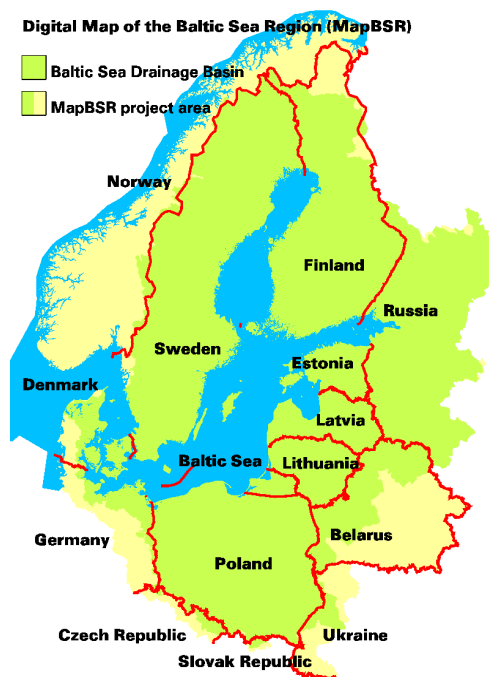 Digital Map of the Baltic Sea Region (MapBSR)
Baltic Sea Drainage Basin
MapBSR project area
Norway
Finland
Russia
Sweden
Estonia
Denmark
Latvia
Baltic Sea
Lithuania
Germany
Belarus
Poland
Czech Republic
Ukraine
Slovak Republic